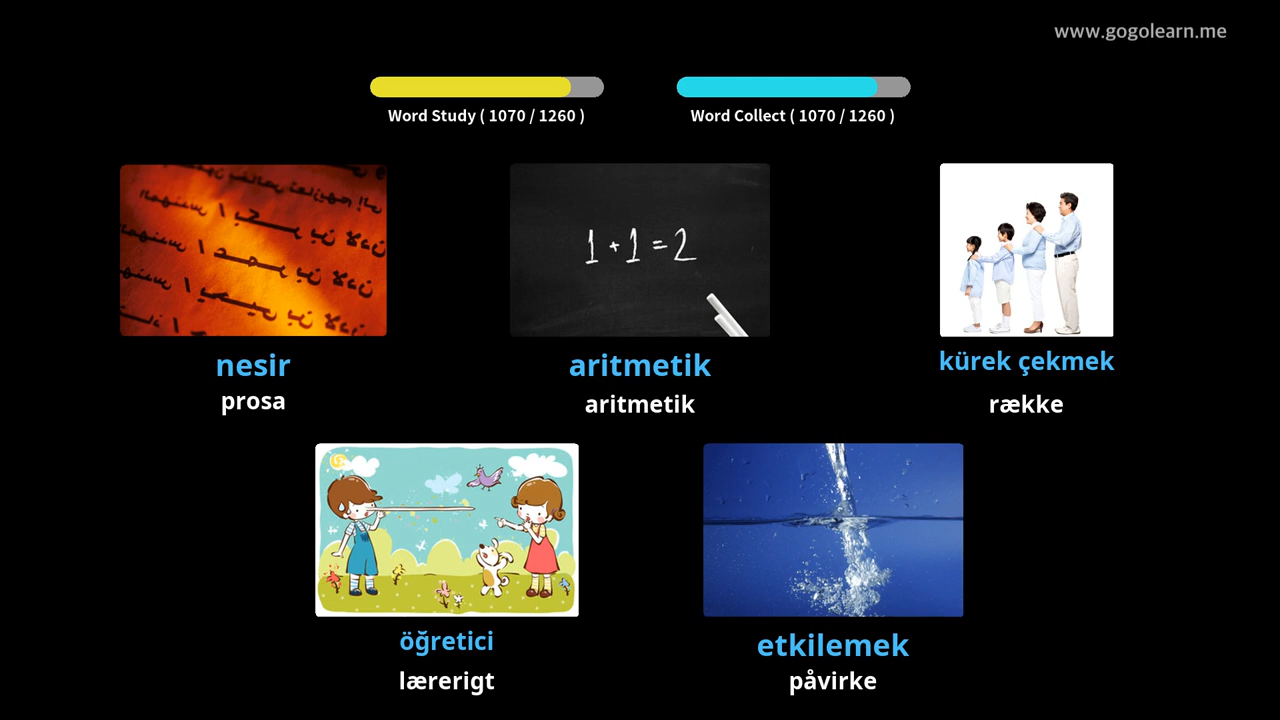 www.gogolearn.me
Word Study ( 1070 / 1260 )
Word Collect ( 1070 / 1260 )
1 + 1 = 2
nesir
prosa
aritmetik
aritmetik
kürek çekmek
række
öğretici
lærerigt
etkilemek
påvirke